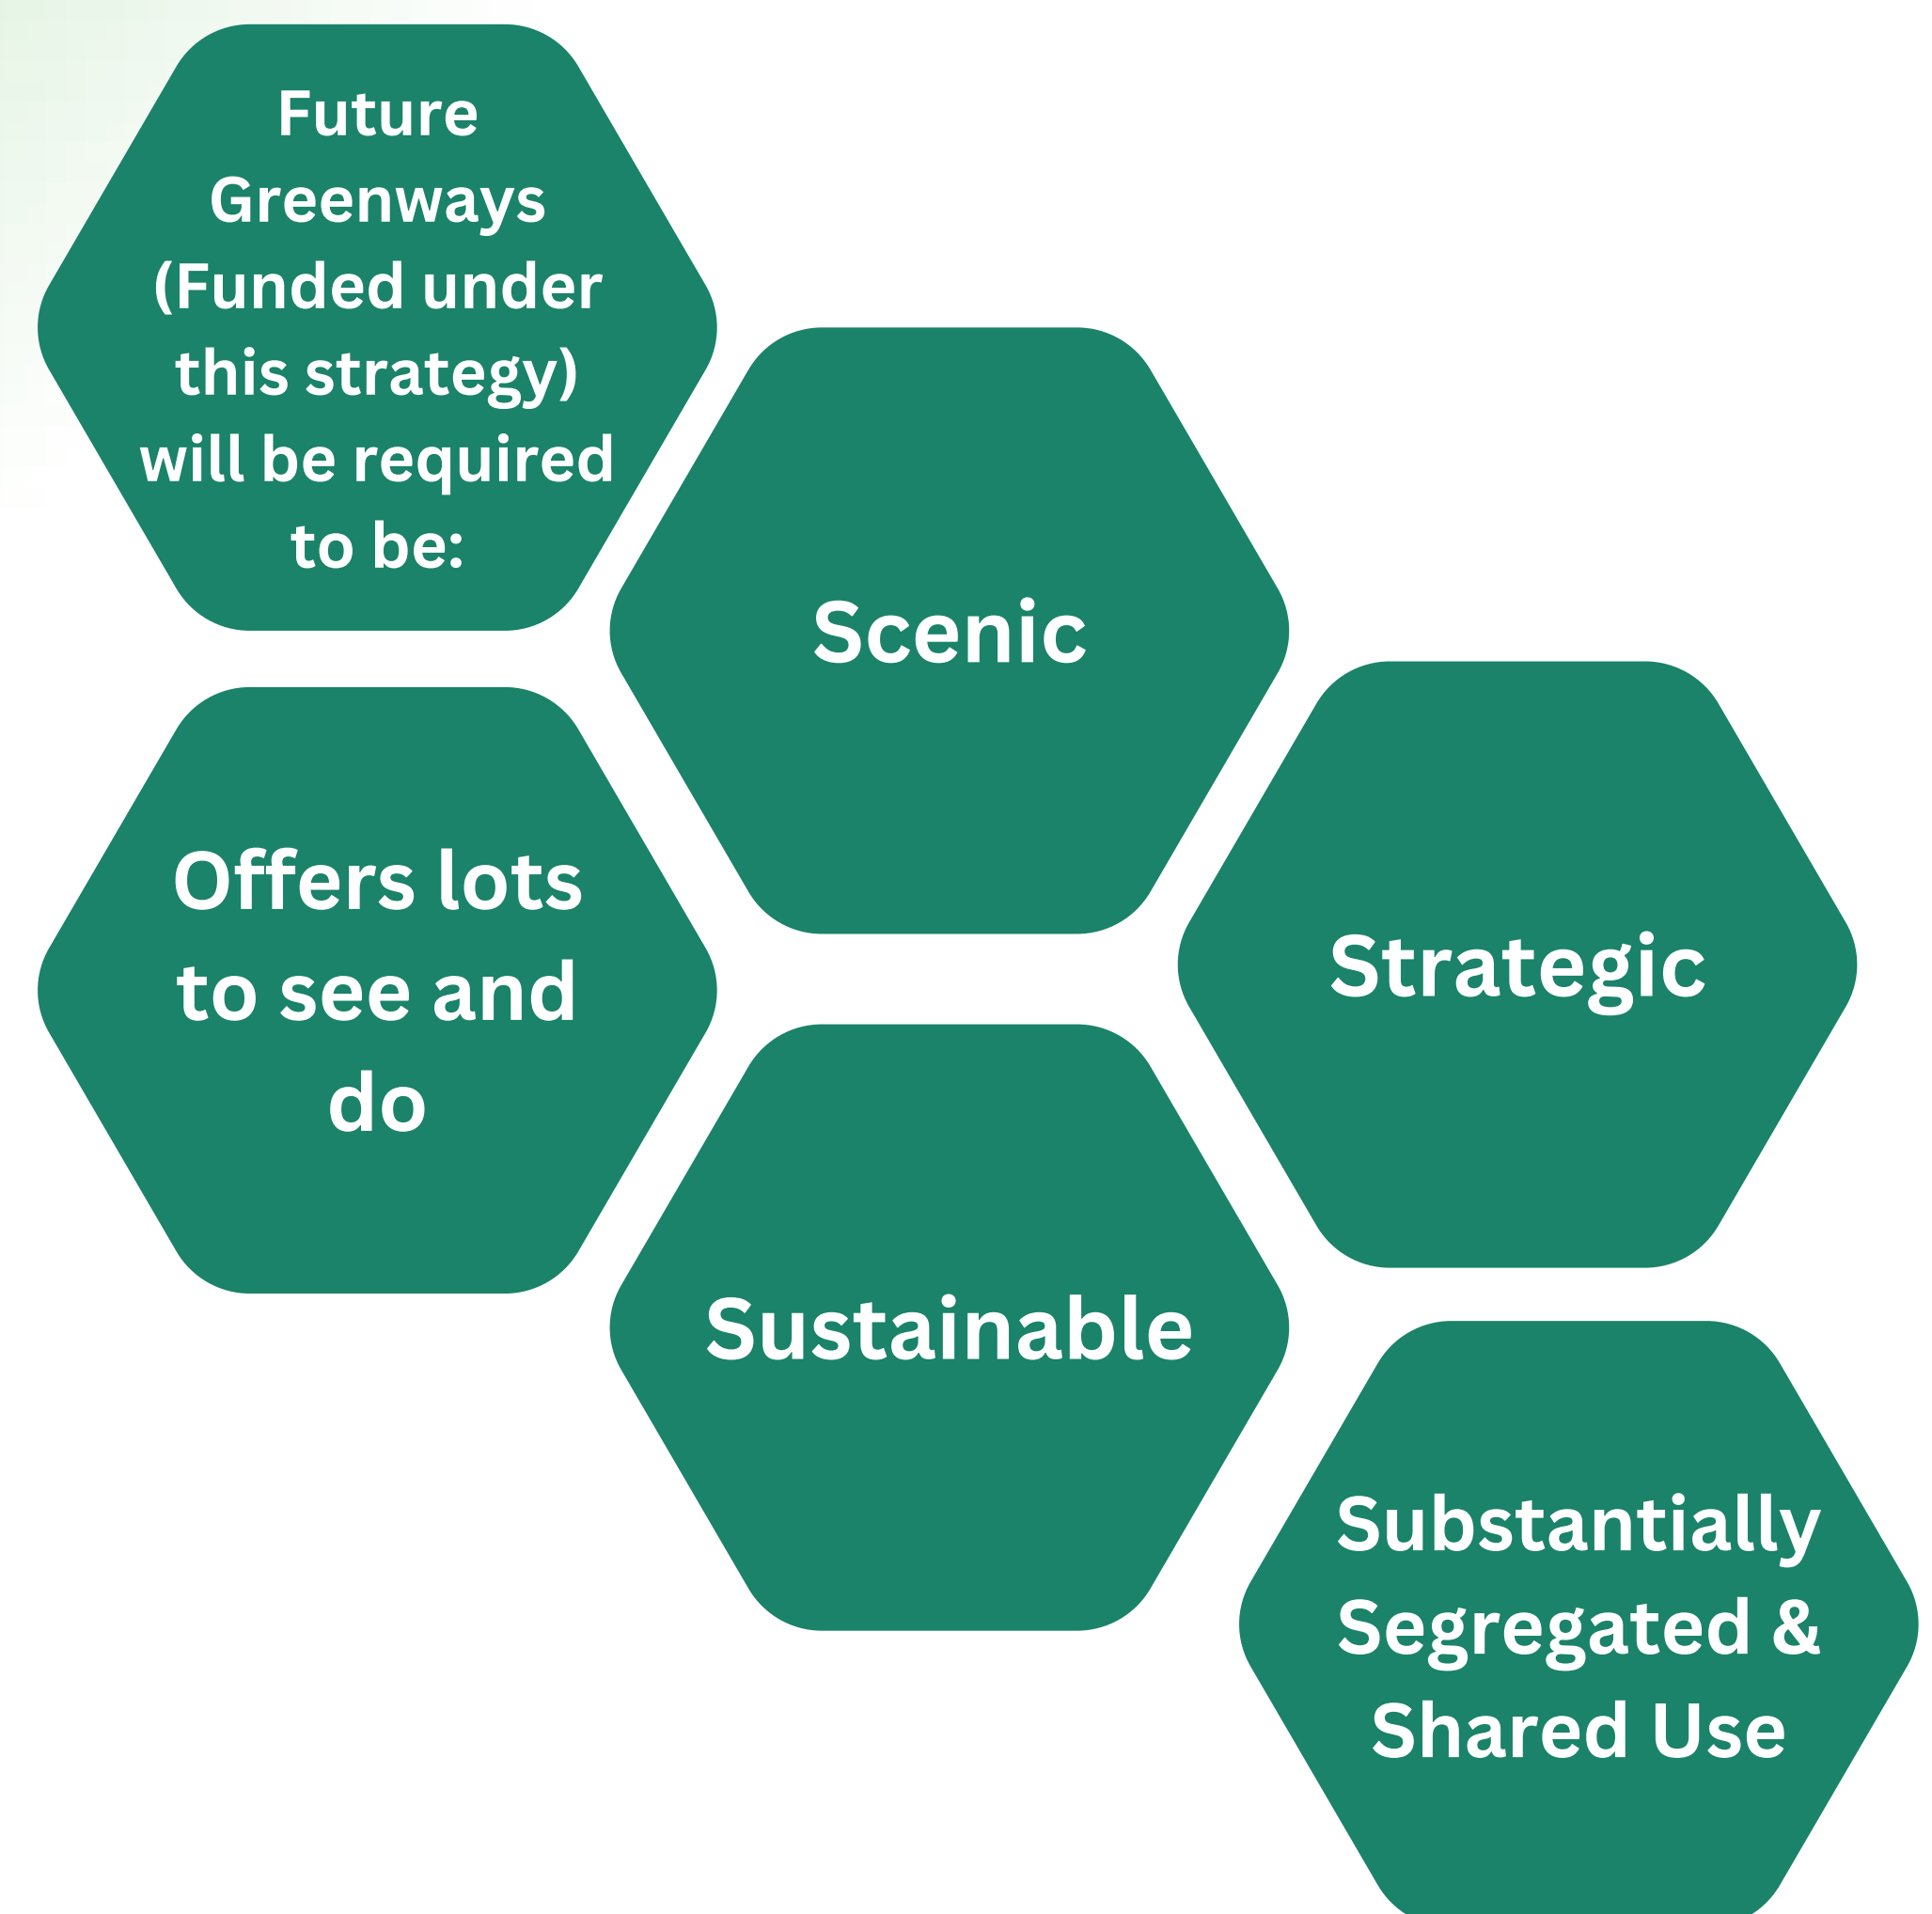 Future
Greenways
(Funded under
this strategy)
will be required
to be:
Scenic
Strategic
Offers lots
to see and
do
Sustainable
Substantially
Segregated &
Shared Use